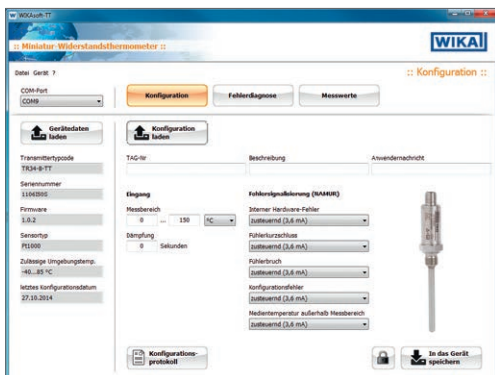 WIKAsoft-TT
:: Miniatur-Widerstandsthermometer ::
WIKA
Datei Gerät ?
:: Konfiguration ::
COM-Port
COM9
Konfiguration
Fehlerdiagnose
Messwerte
Gerätedaten
laden
Konfiguration
laden
Transmittertypcode
TR34-B-TT
Seriennummer
Firmware
1.0.2
Sensortyp
Pt1000
Zulässige Umgebungstemp.
-40...85 °C
letztes Konfigurationsdatum
27.10.2014
TAG-Nr
Beschreibung
Anwendernachricht
Eingang
Messbereich
0 ... 150 °C
Dämpfung
0 Sekunden
Fehlersignalisierung (NAMUR)
Interner Hardware-Fehler
zusteuernd (3,6 mA)
Fühlerkurzschluss
zusteuernd (3,6 mA)
Fühlerbruch
zusteuernd (3,6 mA)
Konfigurationsfehler
zusteuernd (3,6 mA)
Medientemperatur außerhalb Messbereich
zusteuernd (3,6 mA)
Konfigurations-
protokoll
In das Gerät
speichern